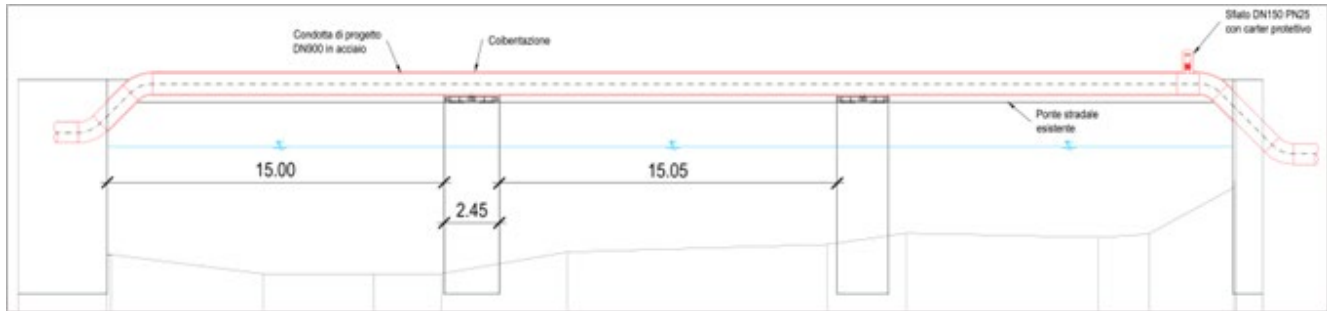 Condotta di progetto
DN900 in acciaio
Coibentazione
Sfiato DN150 PN25
con carter protettivo
Ponte stradale
esistente
15.00
15.05
2.45